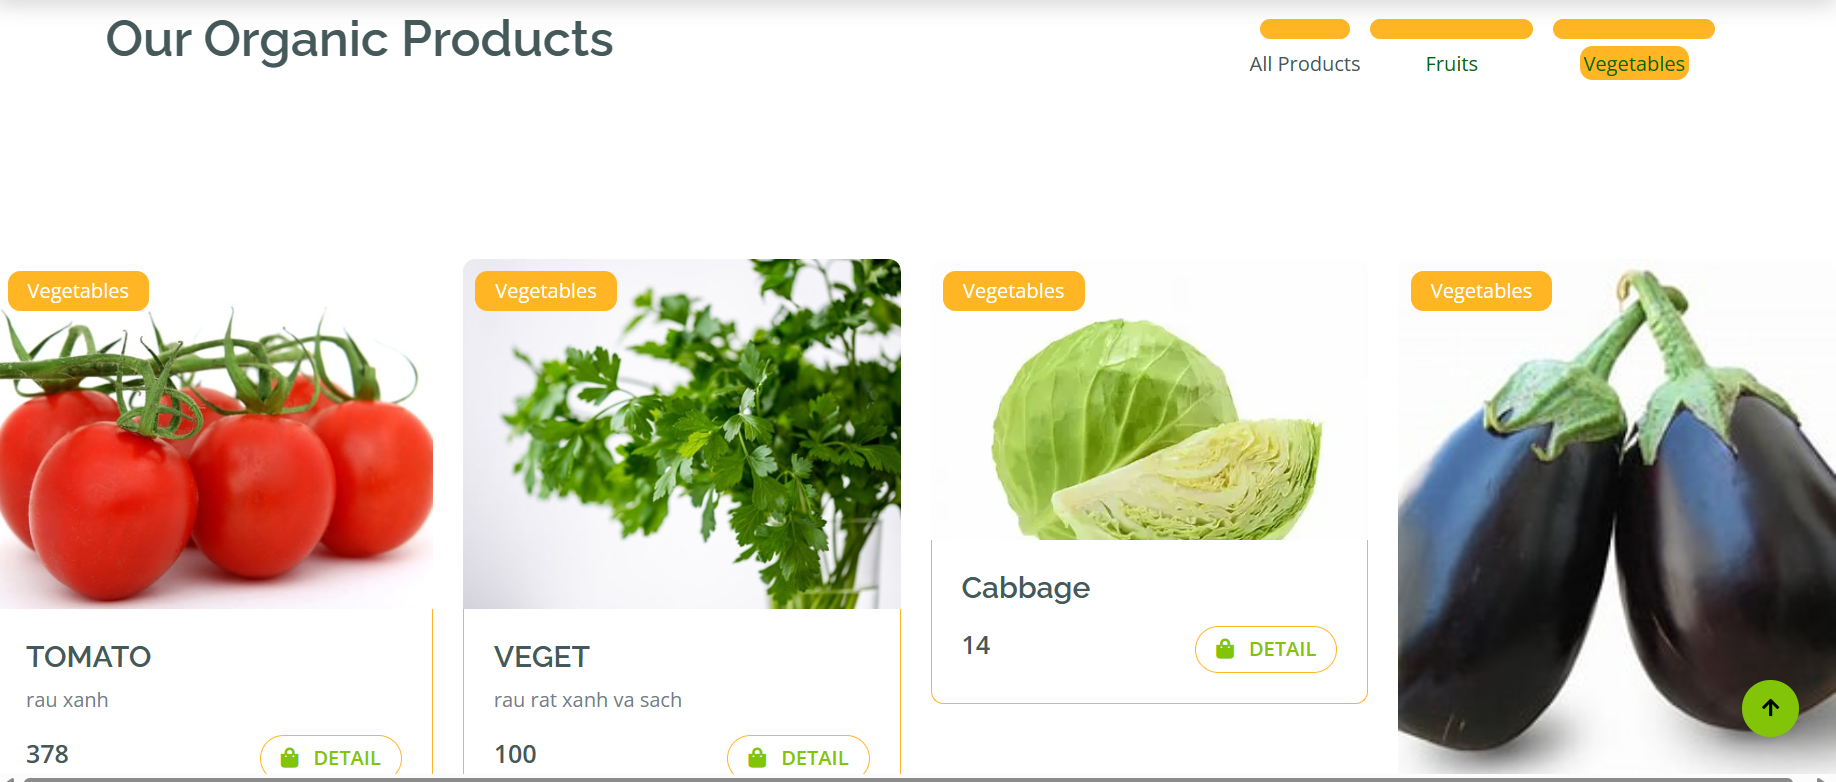 Our Organic Products
All Products
Fruits
Vegetables
Vegetables
TOMATO
rau xanh
378
DETAIL
Vegetables
VEGET
rau rat xanh va sach
100
DETAIL
Vegetables
Cabbage
14
DETAIL
Vegetables